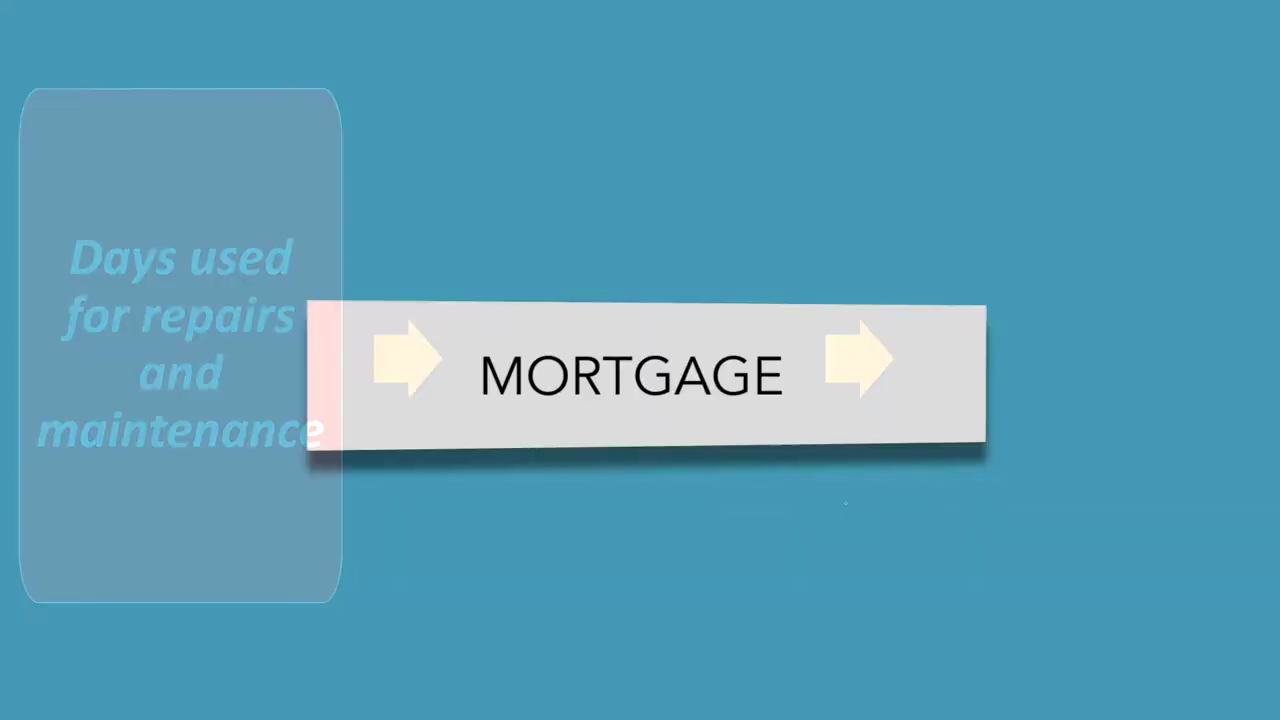 Days used
for repairs
and
maintenance
MORTGAGE